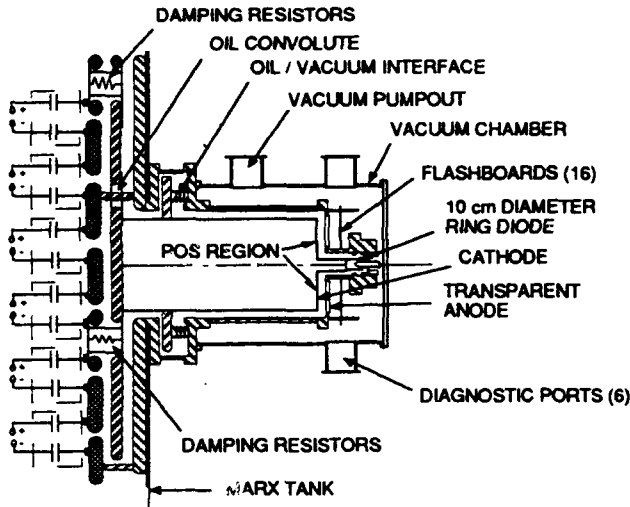 DAMPING RESISTORS
OIL CONVOLUTE
OIL / VACUUM INTERFACE
VACUUM PUMPOUT
VACUUM CHAMBER
FLASHBOARDS (16)
10 cm DIAMETER
RING DIODE
POS REGION
CATHODE
TRANSPARENT
ANODE
DIAGNOSTIC PORTS (6)
DAMPING RESISTORS
MARX TANK